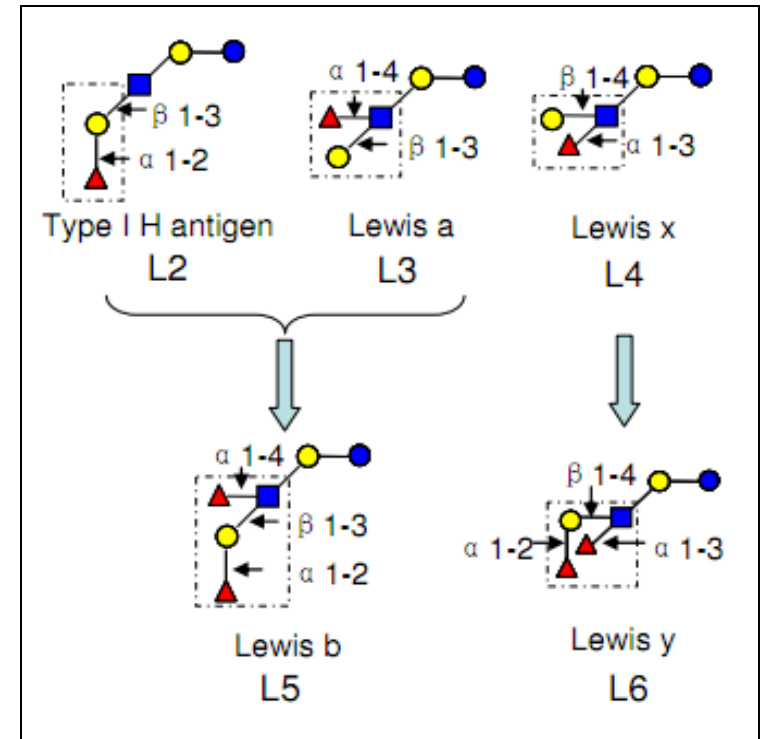 β 1-3
α 1-2
Type I H antigen
L2
α 1-4
β 1-3
Lewis a
L3
β 1-4
α 1-3
Lewis x
L4
α 1-4
β 1-3
α 1-2
Lewis b
L5
β 1-4
α 1-2
α 1-3
Lewis y
L6